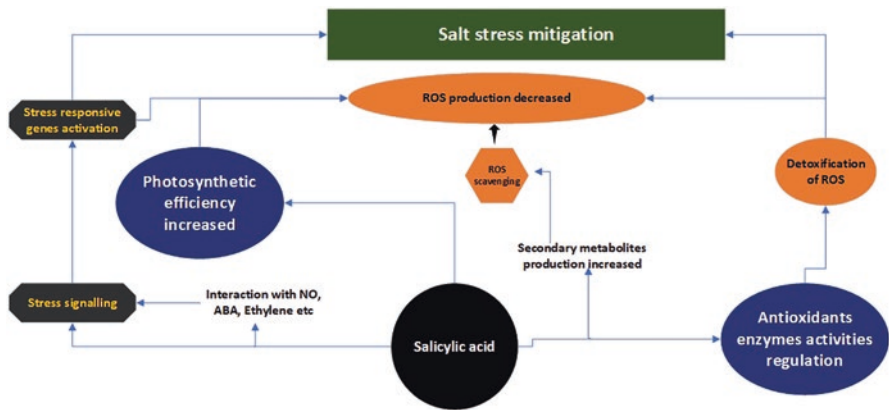 Salt stress mitigation
ROS production decreased
Stress responsive
genes activation
ROS
scavenging
Detoxification
of ROS
Photosynthetic
efficiency
increased
Secondary metabolites
production increased
Stress signalling
Interaction with NO,
ABA, Ethylene etc
Salicylic acid
Antioxidants
enzymes activities
regulation